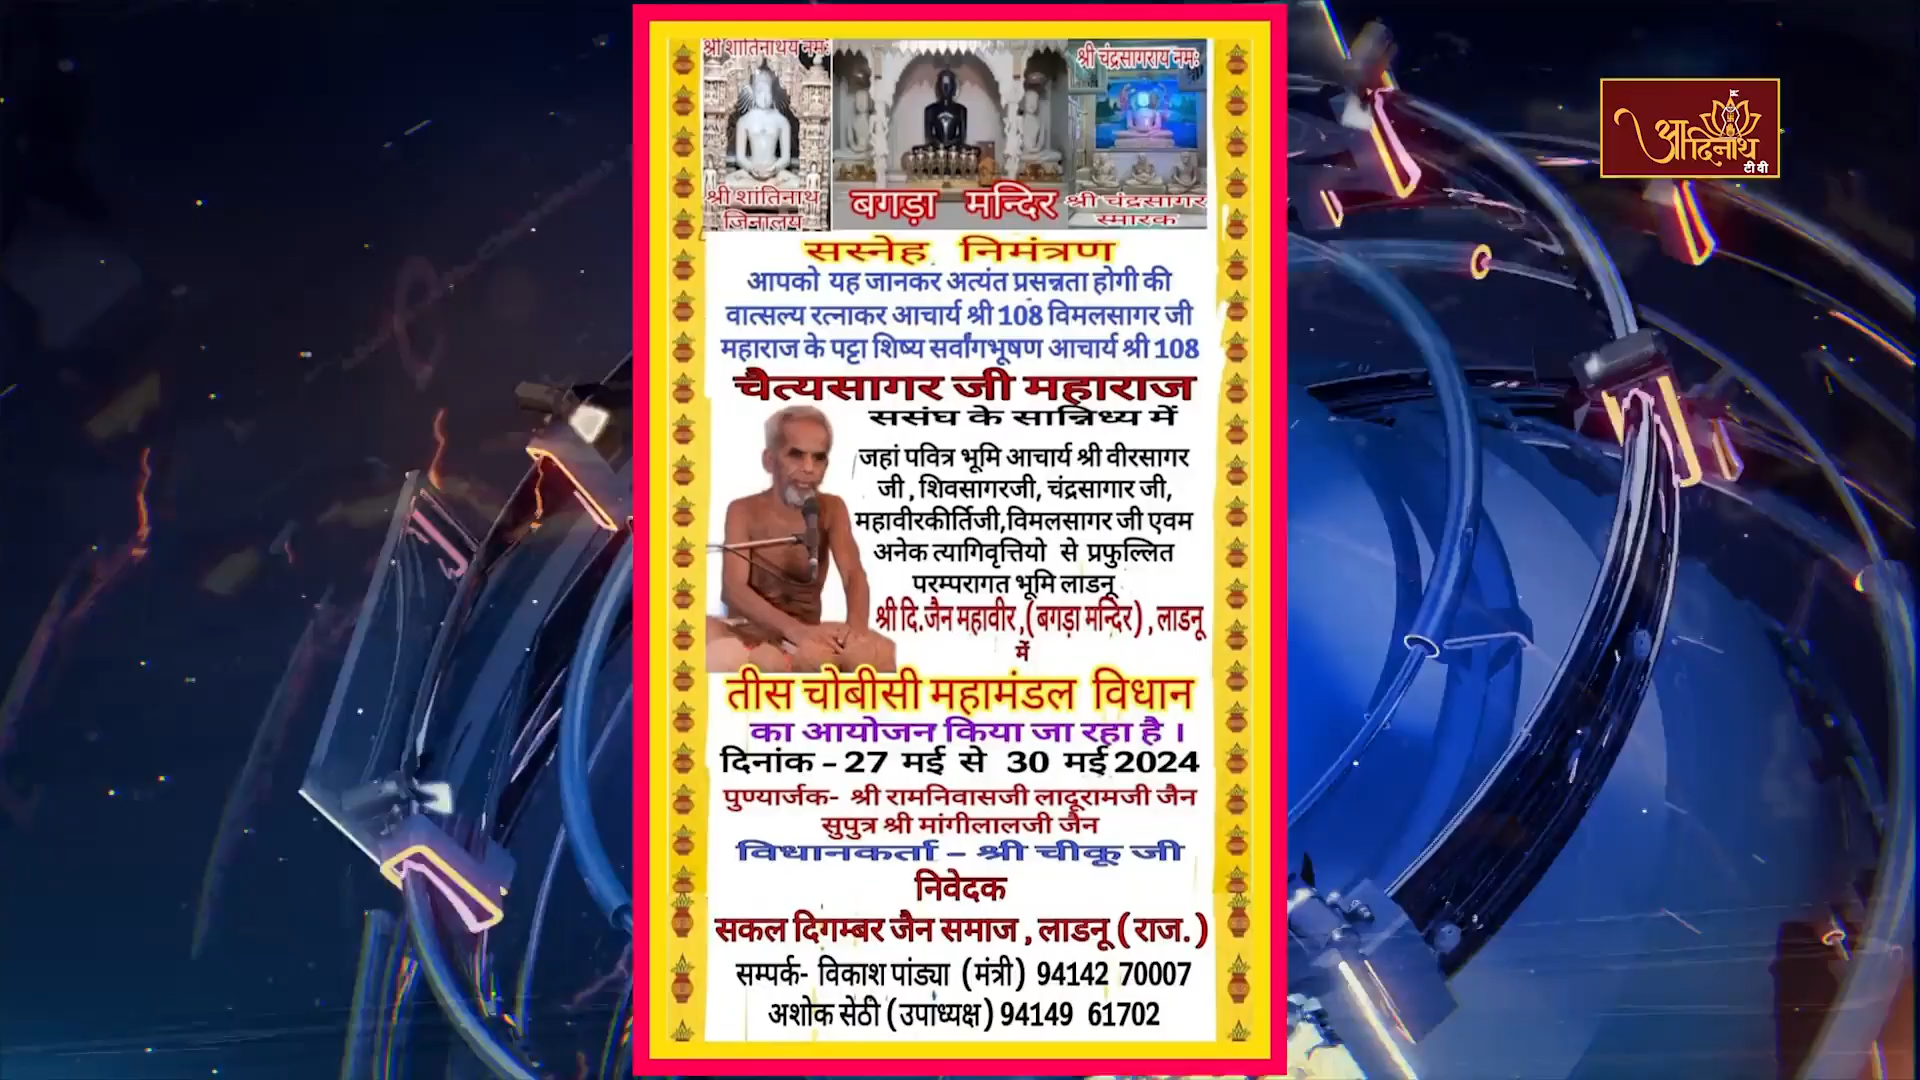 श्री शांतिनाथय नमः
श्री चंद्रसागराय नमः
श्री शांतिनाथ
जिनालय
बगड़ा मन्दिर
श्री चंद्रसागर
स्मारक
आदिनाथ
टीवी
सस्नेह निमंत्रण
आपको यह जानकर अत्यंत प्रसन्नता होगी की
वात्सल्य रत्नाकर आचार्य श्री 108 विमलसागर जी
महाराज के पट्टा शिष्य सर्वांगभूषण आचार्य श्री 108
चैत्यसागर जी महाराज
ससंघ के सान्निध्य में
जहां पवित्र भूमि आचार्य श्री वीरसागर
जी , शिवसागरजी, चंद्रसागार जी,
महावीरकीर्तिजी,विमलसागर जी एवम
अनेक त्यागिवृत्तियो से प्रफुल्लित
परम्परागत भूमि लाडनू
श्री दि.जैन महावीर ,( बगड़ा मन्दिर) , लाडनू
में
तीस चोबीसी महामंडल विधान
का आयोजन किया जा रहा है ।
दिनांक – 27 मई से 30 मई 2024
पुण्यार्जक- श्री रामनिवासजी लादूरामजी जैन
सुपुत्र श्री मांगीलालजी जैन
विधानकर्ता – श्री चीकू जी
निवेदक
सकल दिगम्बर जैन समाज , लाडनू ( राज. )
सम्पर्क- विकाश पांड्या (मंत्री) 94142 70007
अशोक सेठी ( उपाध्यक्ष ) 94149 61702